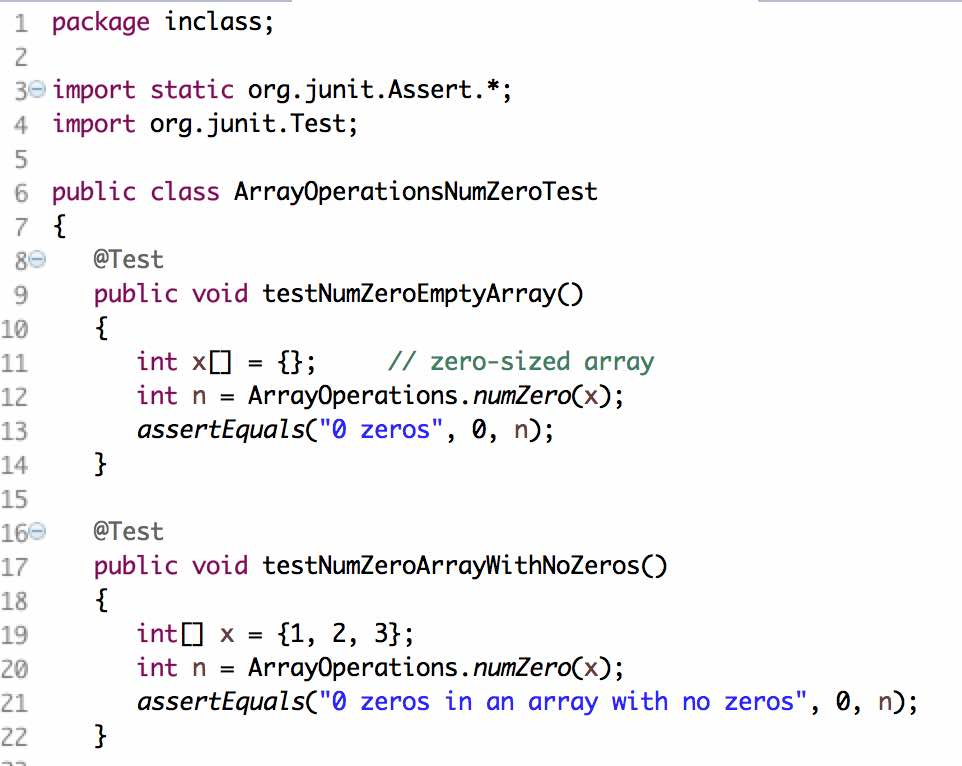 1 package inclass;
2
3 import static org.junit.Assert.*;
4 import org.junit.Test;
5
6 public class ArrayOperationsNumZeroTest
7 {
8 @Test
9 public void testNumZeroEmptyArray()
10 {
11 int x[] = {}; // zero-sized array
12 int n = ArrayOperations.numZero(x);
13 assertEquals("0 zeros", 0, n);
14 }
15
16 @Test
17 public void testNumZeroArrayWithNoZeros()
18 {
19 int[] x = {1, 2, 3};
20 int n = ArrayOperations.numZero(x);
21 assertEquals("0 zeros in an array with no zeros", 0, n);
22 }